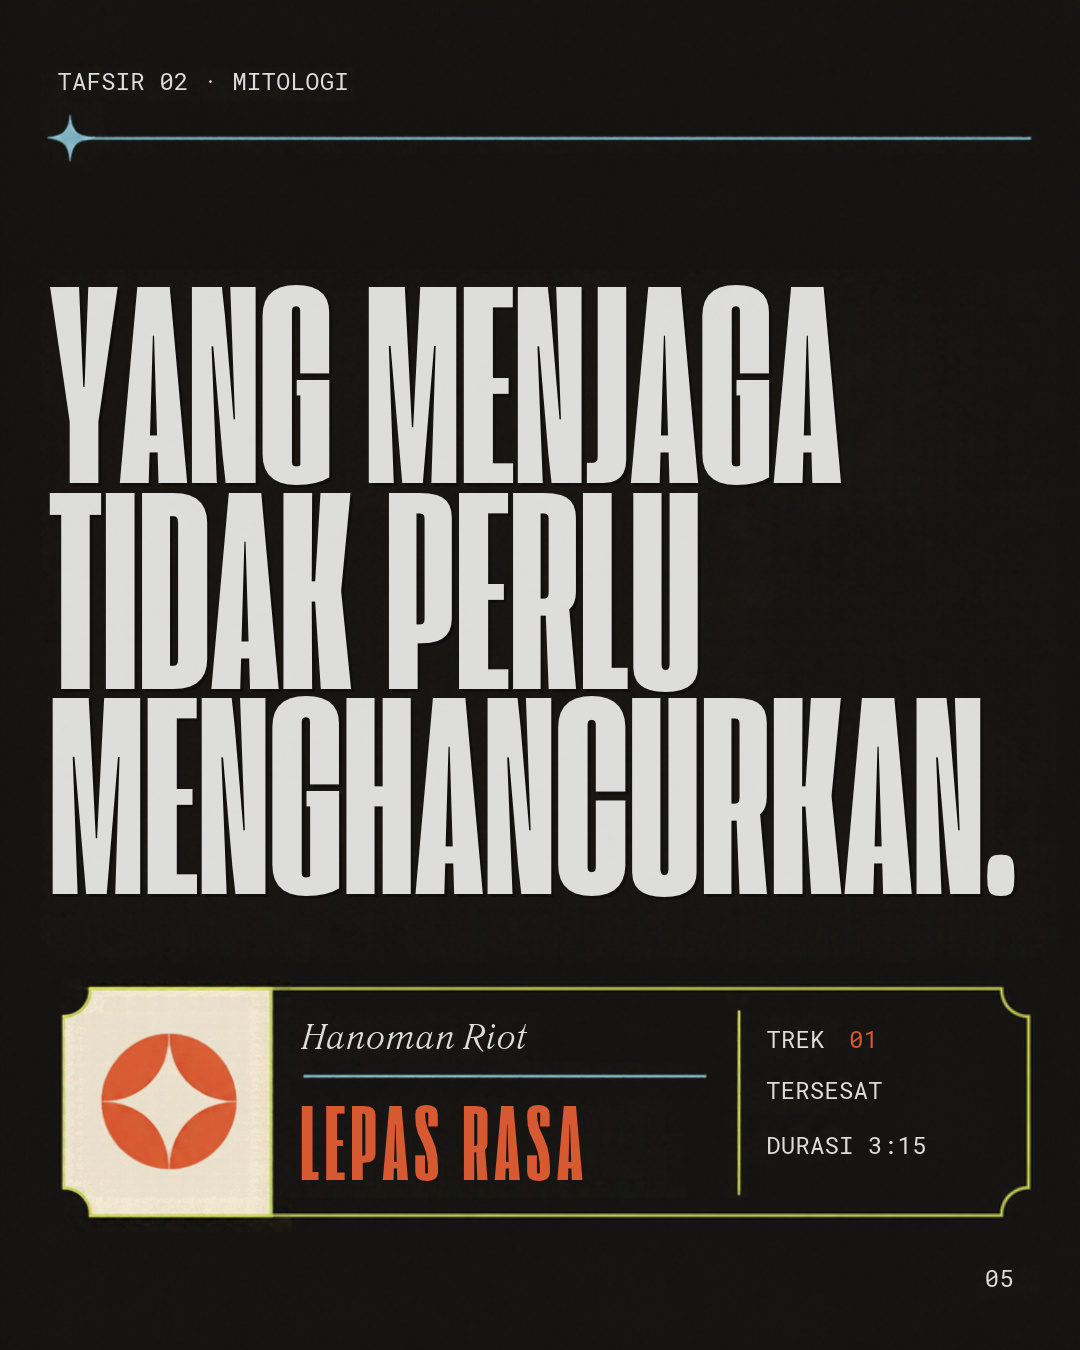 TAFSIR 02 · MITOLOGI
YANG MENJAGA
TIDAK PERLU
MENGHANCURKAN.
Hanoman Riot
LEPAS RASA
TREK 01
TERSESAT
DURASI 3:15
05